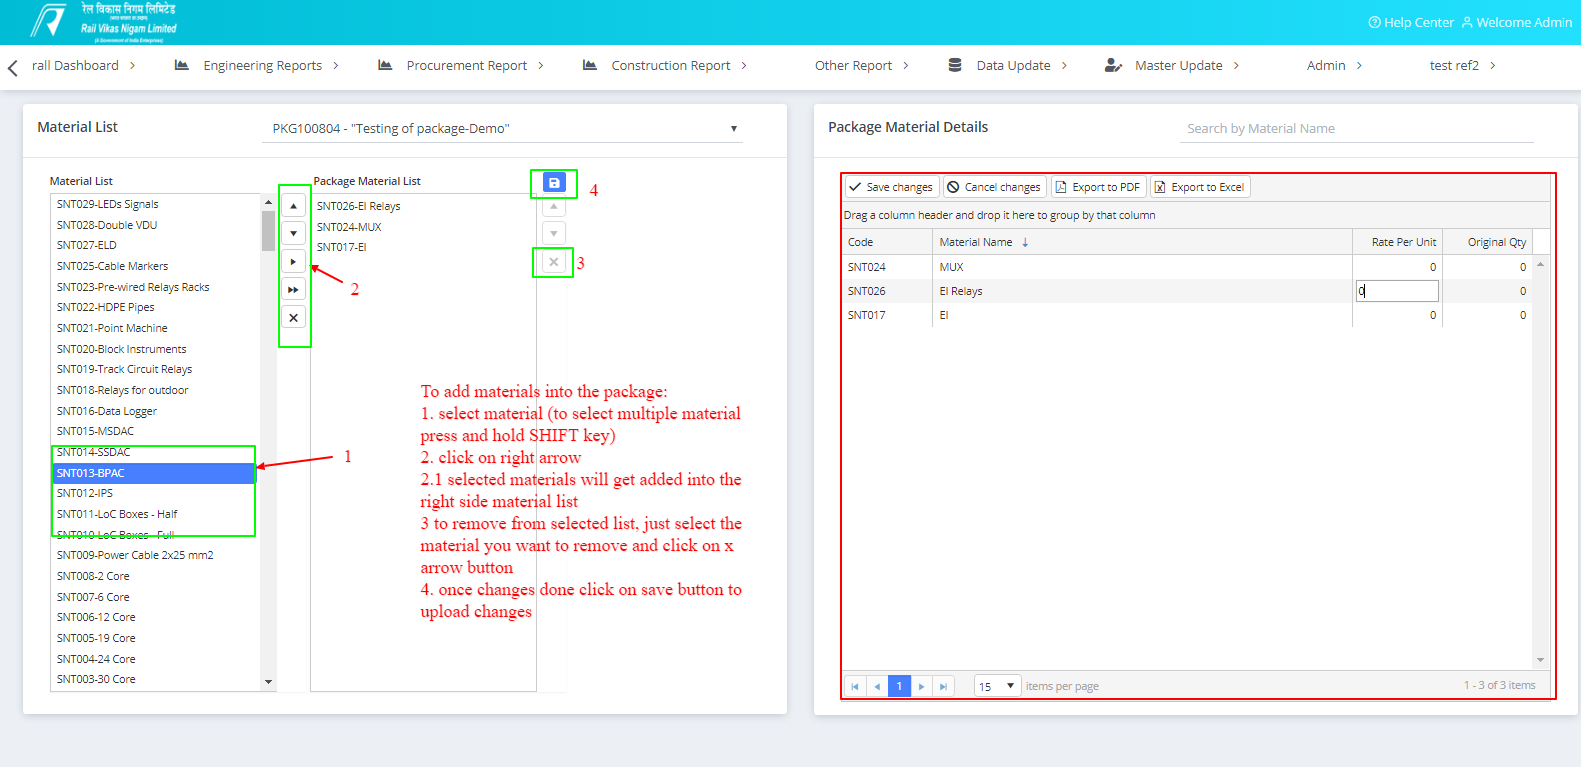 रेल विकास निगम लिमिटेड
(भारत सरकार का उपक्रम)
Rail Vikas Nigam Limited
(A Government of India Enterprise)
Help Center Welcome Admin
rall Dashboard Engineering Reports Procurement Report Construction Report Other Report Data Update Master Update Admin test ref2
Material List
PKG100804 - "Testing of package-Demo"
Material List
SNT029-LEDs Signals
SNT028-Double VDU
SNT027-ELD
SNT025-Cable Markers
SNT023-Pre-wired Relays Racks
SNT022-HDPE Pipes
SNT021-Point Machine
SNT020-Block Instruments
SNT019-Track Circuit Relays
SNT018-Relays for outdoor
SNT016-Data Logger
SNT015-MSDAC
SNT014-SSDAC
SNT013-BPAC
SNT012-IPS
SNT011-LoC Boxes - Half
SNT010-LoC Boxes - Full
SNT009-Power Cable 2x25 mm2
SNT008-2 Core
SNT007-6 Core
SNT006-12 Core
SNT005-19 Core
SNT004-24 Core
SNT003-30 Core
1
2
Package Material List
SNT026-EI Relays
SNT024-MUX
SNT017-EI
4
3
To add materials into the package:
1. select material (to select multiple material
press and hold SHIFT key)
2. click on right arrow
2.1 selected materials will get added into the
right side material list
3 to remove from selected list, just select the
material you want to remove and click on x
arrow button
4. once changes done click on save button to
upload changes
Package Material Details
Search by Material Name
Save changes Cancel changes Export to PDF Export to Excel
Drag a column header and drop it here to group by that column
Code Material Name Rate Per Unit Original Qty
SNT024 MUX 0 0
SNT026 EI Relays 0 0
SNT017 EI 0 0
1 15 items per page 1 - 3 of 3 items